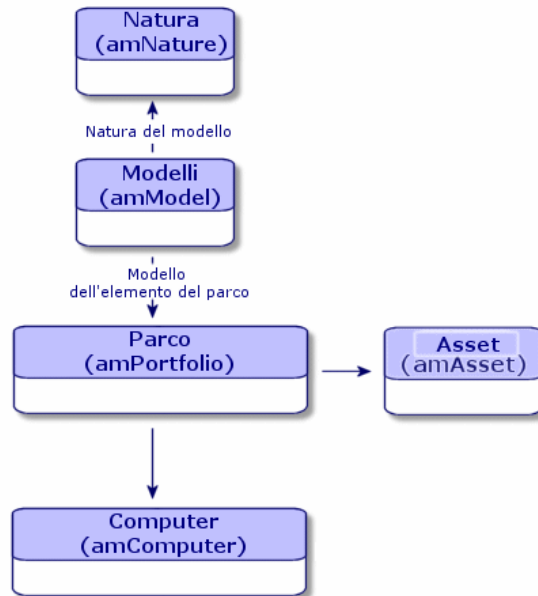 Natura
(amNature)
Natura del modello
Modelli
(amModel)
Modello
dell'elemento del parco
Parco
(amPortfolio)
Asset
(amAsset)
Computer
(amComputer)